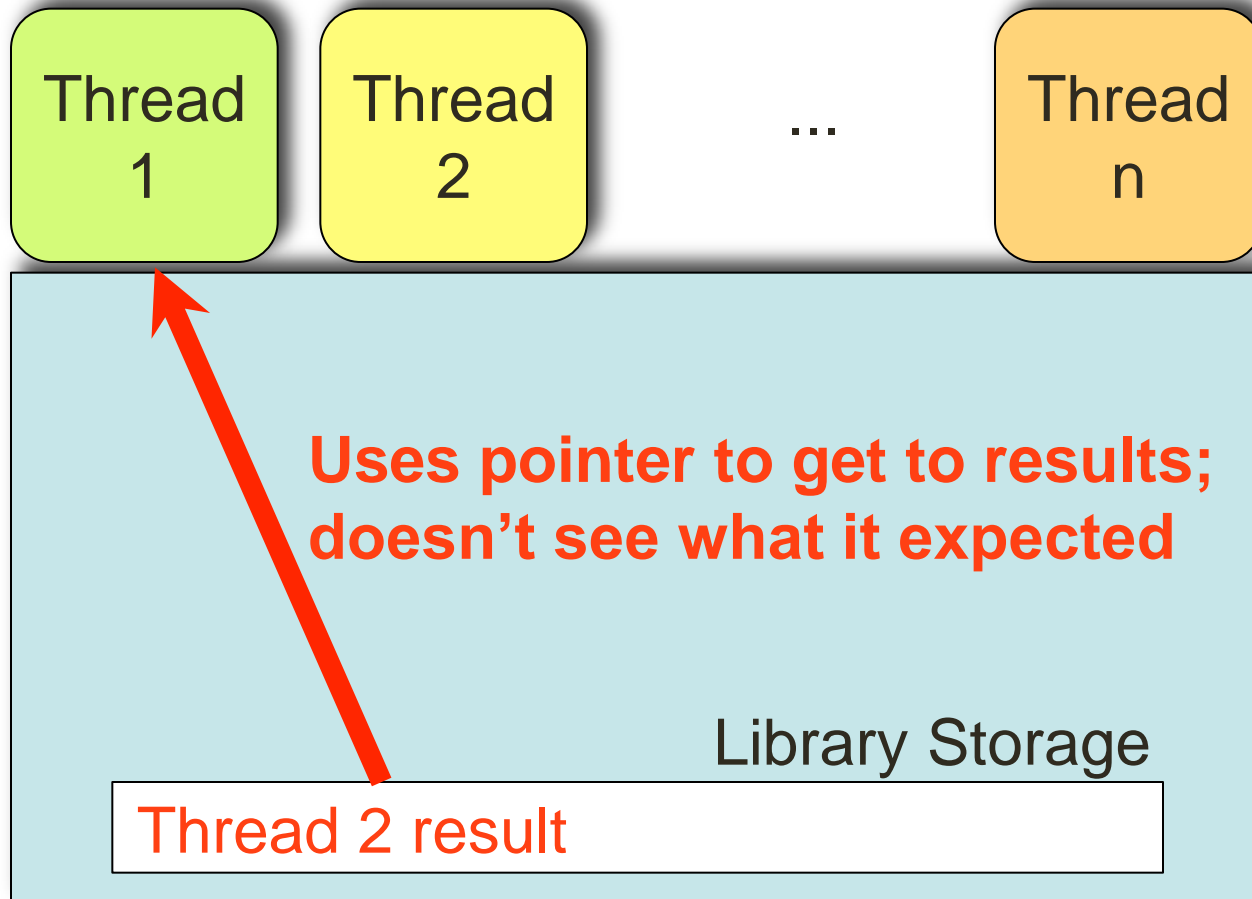 Thread
1
Thread
2
...
Thread
n
Uses pointer to get to results;
doesn’t see what it expected
Library Storage
Thread 2 result